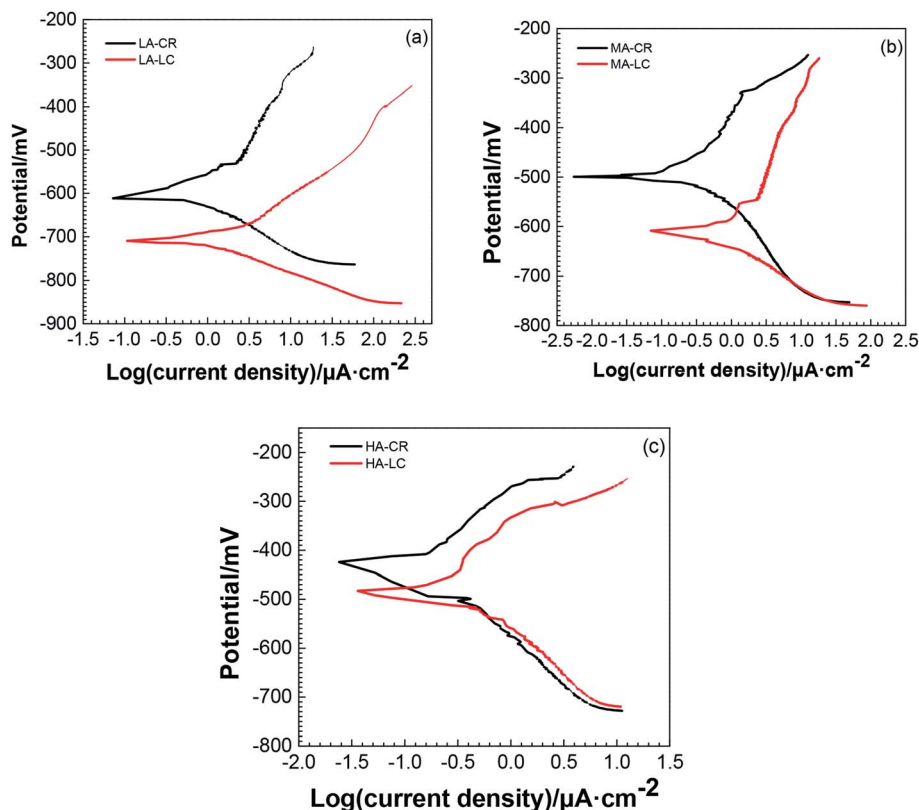 (a)
LA-CR
LA-LC
-200
-300
-400
-500
-600
-700
-800
-900
Potential/mV
-1.5 -1.0 -0.5 0.0 0.5 1.0 1.5 2.0 2.5
Log(current density)/μA·cm-2
(b)
MA-CR
MA-LC
-200
-300
-400
-500
-600
-700
-800
Potential/mV
-2.5 -2.0 -1.5 -1.0 -0.5 0.0 0.5 1.0 1.5 2.0 2.5
Log(current density)/μA·cm-2
(c)
HA-CR
HA-LC
-200
-300
-400
-500
-600
-700
-800
Potential/mV
-2.0 -1.5 -1.0 -0.5 0.0 0.5 1.0 1.5
Log(current density)/μA·cm-2